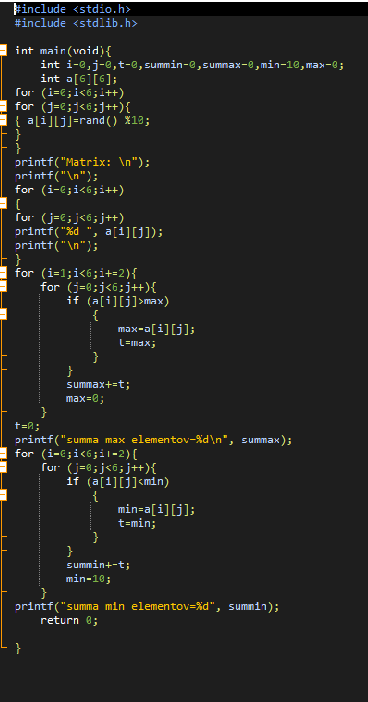 #include <stdio.h>
#include <stdlib.h>
int main(void){
int i=0,j=0,t=0,summin=0,summax=0,min=10,max=0;
int a[6][6];
for (i=0;i<6;i++)
for (j=0;j<6;j++){
{ a[i][j]=rand() %10;
}
}
printf("Matrix: \n");
printf("\n");
for (i=0;i<6;i++)
{
for (j=0;j<6;j++)
printf("%d ", a[i][j]);
printf("\n");
}
for (i=1;i<6;i+=2){
for (j=0;j<6;j++){
if (a[i][j]>max)
{
max=a[i][j];
t=max;
}
}
summax+=t;
max=0;
}
t=0;
printf("summa max elementov=%d\n", summax);
for (i=0;i<6;i+=2){
for (j=0;j<6;j++){
if (a[i][j]<min)
{
min=a[i][j];
t=min;
}
}
summin+=t;
min=10;
}
printf("summa min elementov=%d", summin);
return 0;
}